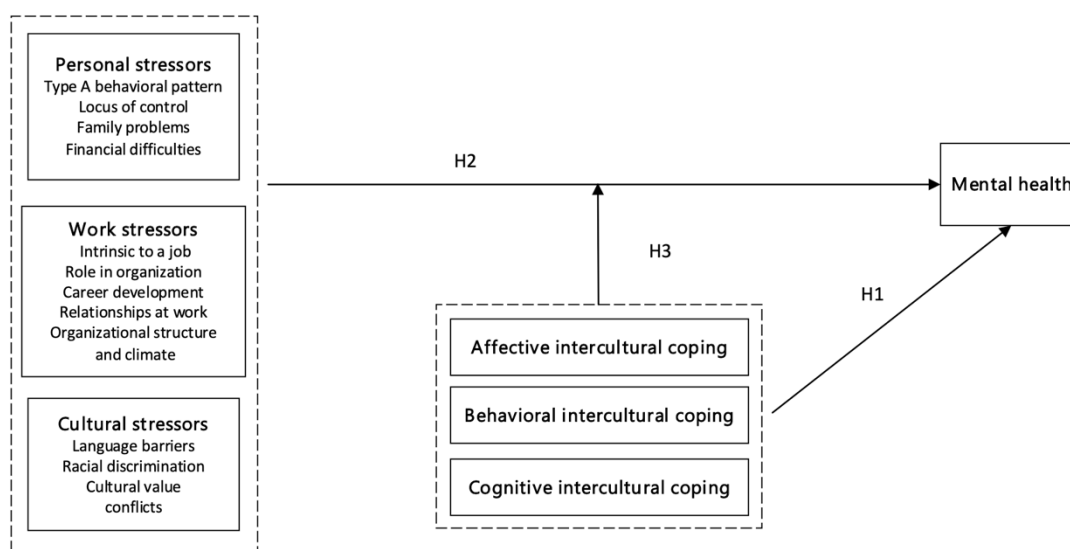 Personal stressors
Type A behavioral pattern
Locus of control
Family problems
Financial difficulties
Work stressors
Intrinsic to a job
Role in organization
Career development
Relationships at work
Organizational structure
and climate
Cultural stressors
Language barriers
Racial discrimination
Cultural value
conflicts
H2
H3
H1
Affective intercultural coping
Behavioral intercultural coping
Cognitive intercultural coping
Mental health